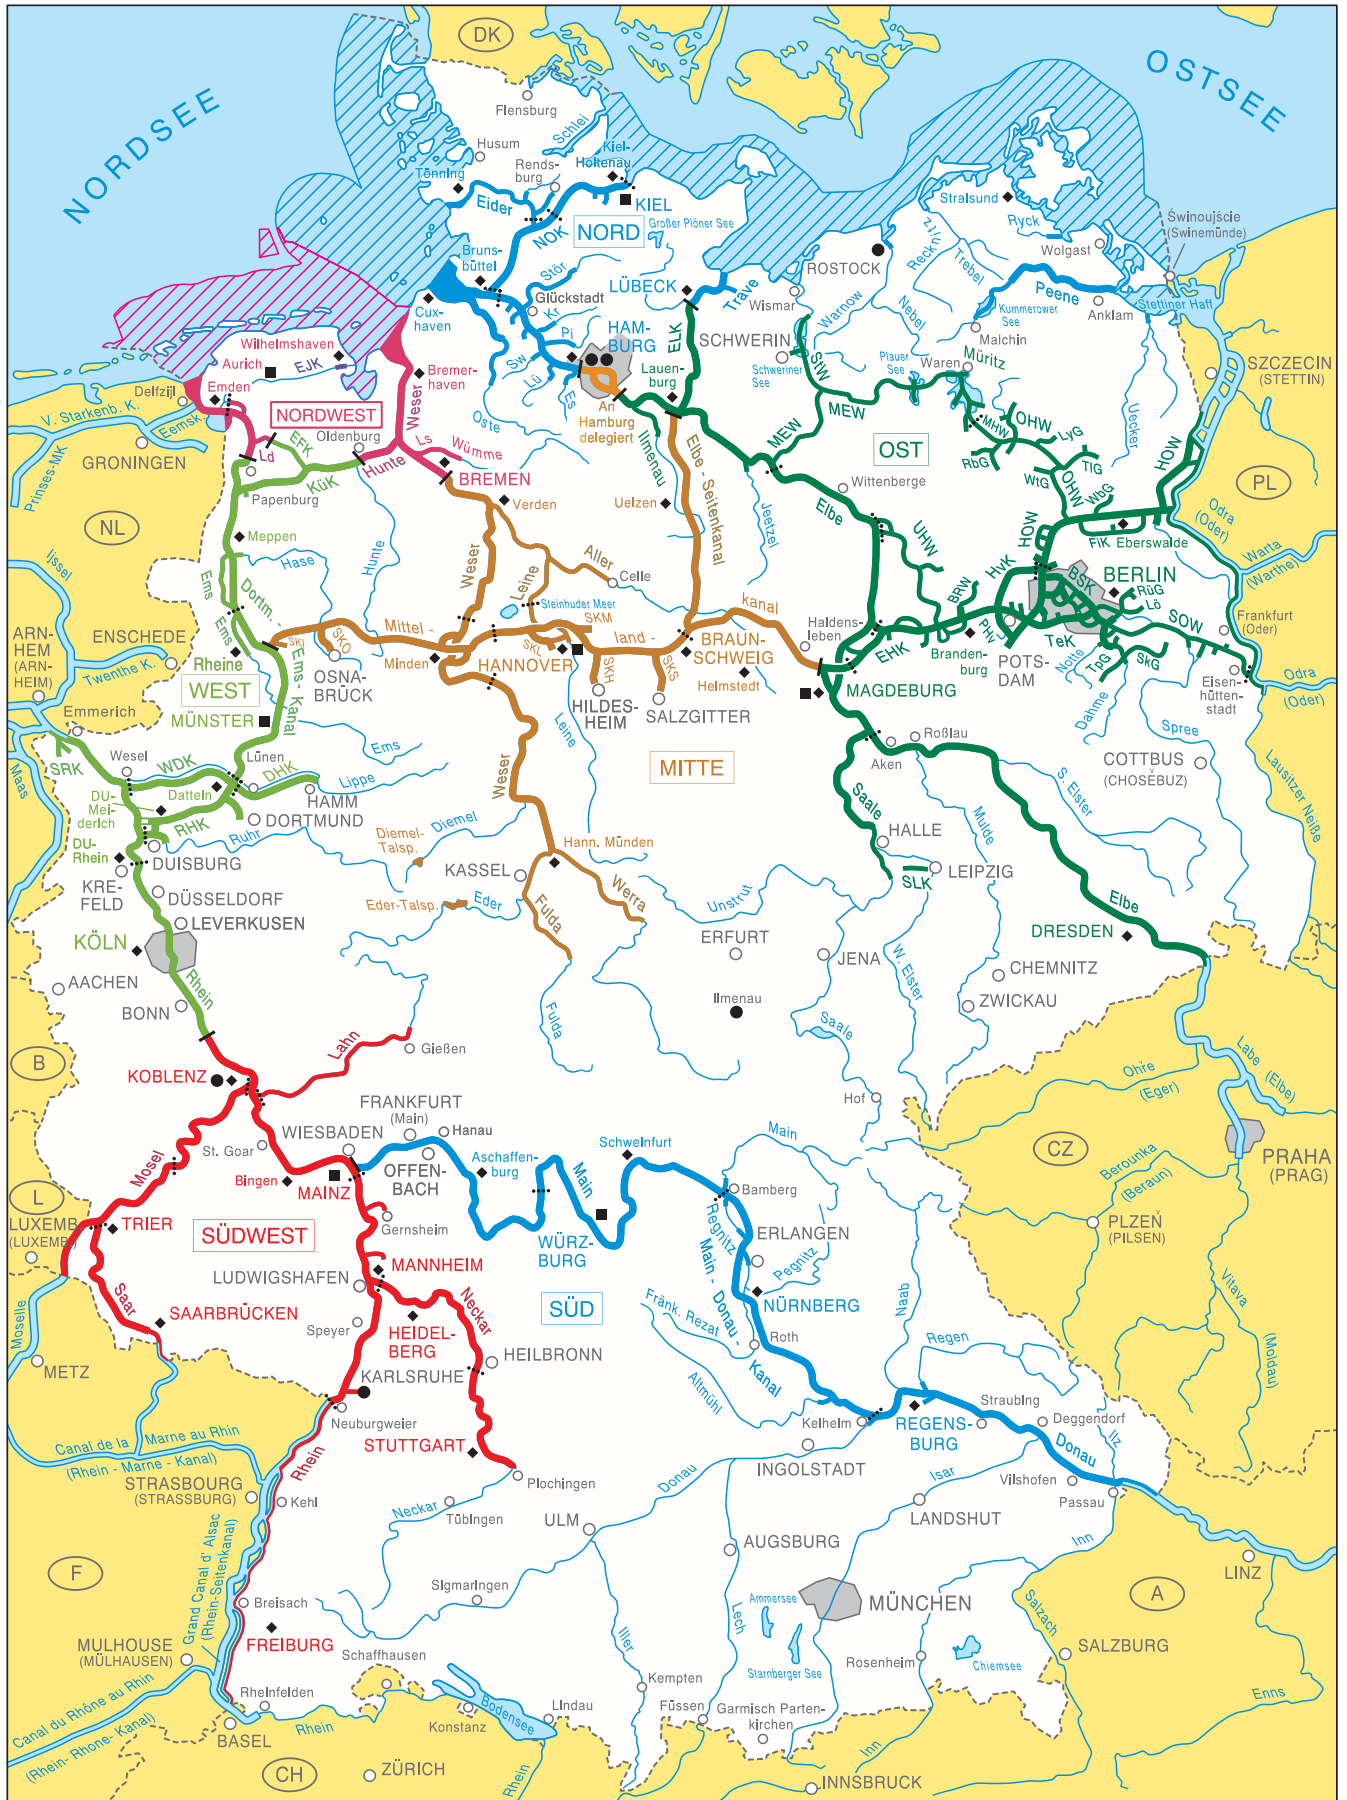 DK
NORDSEE
OSTSEE
Flensburg
Schlei
Husum
Kiel-
Holtenau
Rends-
burg
Tönning
Eider
NOK
KIEL
NORD
Großer Plöner See
Stralsund
Ryck
Wolgast
Świnoujście
(Swinemünde)
Brunsbüttel
Stör
Glückstadt
Kr
Pi
LÜBECK
Trave
Wismar
ROSTOCK
Recknitz
Trebel
Peene
Anklam
Stettiner Haff
Kummerower
See
Malchin
Warnow
Nebel
Cux-
haven
HAM-
BURG
ELK
SCHWERIN
Schweriner
See
StW
Plauer
See
Waren
Müritz
SZCZECIN
(STETTIN)
Wilhelmshaven
Aurich
EJK
Bremer-
haven
Delfzijl
Emden
NORDWEST
Weser
Sw
Lü
Es
Oste
Lauen-
burg
An
Hamburg
delegiert
Ilmenau
MEW
MEW
OHW
MHW
LyG
RbG
TlG
WtG
OHW
WbG
Uecker
HOW
V. Starkenb. K.
Eemsk.
Prinses-MK
GRONINGEN
Oldenburg
Ld
EFK
KüK
Hunte
Ls
Wümme
BREMEN
Papenburg
OST
Wittenberge
Elbe
PL
Odra
(Oder)
Warta
(Warthe)
NL
Verden
Uelzen
Elbe - Seitenkanal
Jeetzel
HOW
FiK
Eberswalde
Meppen
Hase
Hunte
Weser
Aller
Leine
Celle
Steinhuder Meer
UHW
HvK
BRW
BERLIN
BSK
RüG
Lö
Frankfurt
(Oder)
Ijssel
ARN-
HEM
(ARN-
HEIM)
ENSCHEDE
Twenthe K.
Ems
Dortm. -
Ems
Ems - Kanal
Rheine
WEST
SKI
SKO
OSNA-
BRÜCK
Mittel -
Minden
HANNOVER
SKL
SKM
land -
kanal
SKH
SKS
BRAUN-
SCHWEIG
Helmstedt
Haldens-
leben
EHK
Branden-
burg
PHv
POTS-
DAM
TeK
Notte
TpG
SkG
SOW
Eisen-
hütten-
stadt
Odra
(Oder)
Emmerich
MÜNSTER
HILDES-
HEIM
SALZGITTER
MAGDEBURG
Dahme
Spree
SRK
Wesel
WDK
Lünen
DHK
Ems
Lippe
HAMM
DORTMUND
Datteln
DU-
Mei-
derich
RHK
Ruhr
Maas
Weser
Leine
MITTE
Aken
Roßlau
COTTBUS
(CHOŚEBUZ)
Lausitzer Neiße
S. Elster
DU-
Rhein
DUISBURG
KRE-
FELD
DÜSSELDORF
LEVERKUSEN
KÖLN
Diemel-
Talsp.
Diemel
Hann. Münden
KASSEL
Eder-Talsp.
Eder
Fulda
Werra
Saale
HALLE
Mulde
SLK
LEIPZIG
Unstrut
ERFURT
JENA
W. Elster
Elbe
DRESDEN
CHEMNITZ
ZWICKAU
AACHEN
BONN
Rhein
Ilmenau
Saale
Fulda
B
Gießen
Lahn
KOBLENZ
Hof
Ohře
(Eger)
Labe
(Elbe)
St. Goar
WIESBADEN
FRANKFURT
(Main)
Hanau
OFFEN-
BACH
Aschaffen-
burg
Schweinfurt
Main
Main
CZ
PRAHA
(PRAG)
Berounka
(Beraun)
Mosel
Bingen
MAINZ
Bamberg
L
LUXEMB.
(LUXEMB.)
TRIER
SÜDWEST
Gernsheim
WÜRZ-
BURG
Regnitz
ERLANGEN
Pegnitz
PLZEŇ
(PILSEN)
MANNHEIM
LUDWIGSHAFEN
Saar
SAARBRÜCKEN
Speyer
Neckar
HEIDEL-
BERG
SÜD
Main - Donau -
Kanal
NÜRNBERG
Fränk. Rezat
Roth
Naab
Regen
Vltava
(Moldau)
Moselle
METZ
KARLSRUHE
HEILBRONN
Altmühl
Neuburgweier
Kelheim
REGENS-
BURG
Straubing
Deggendorf
Ilz
Donau
Canal de la Marne au Rhin
(Rhein - Marne - Kanal)
STUTTGART
Rhein
STRASBOURG
(STRASSBURG)
Kehl
Plochingen
Neckar
Tübingen
Donau
ULM
INGOLSTADT
Isar
Vilshofen
Passau
LANDSHUT
Inn
LINZ
F
Grand Canal d' Alsac
(Rhein-Seitenkanal)
Sigmaringen
AUGSBURG
Breisach
FREIBURG
MULHOUSE
(MÜLHAUSEN)
Ammersee
Lech
MÜNCHEN
A
Salzach
SALZBURG
Schaffhausen
Iller
Kempten
Starnberger See
Rosenheim
Chiemsee
Enns
Canal du Rhône au Rhin
(Rhein- Rhone-Kanal)
Rheinfelden
BASEL
Rhein
Konstanz
Bodensee
Lindau
Füssen
Garmisch Parten-
kirchen
Inn
CH
ZÜRICH
Rhein
INNSBRUCK